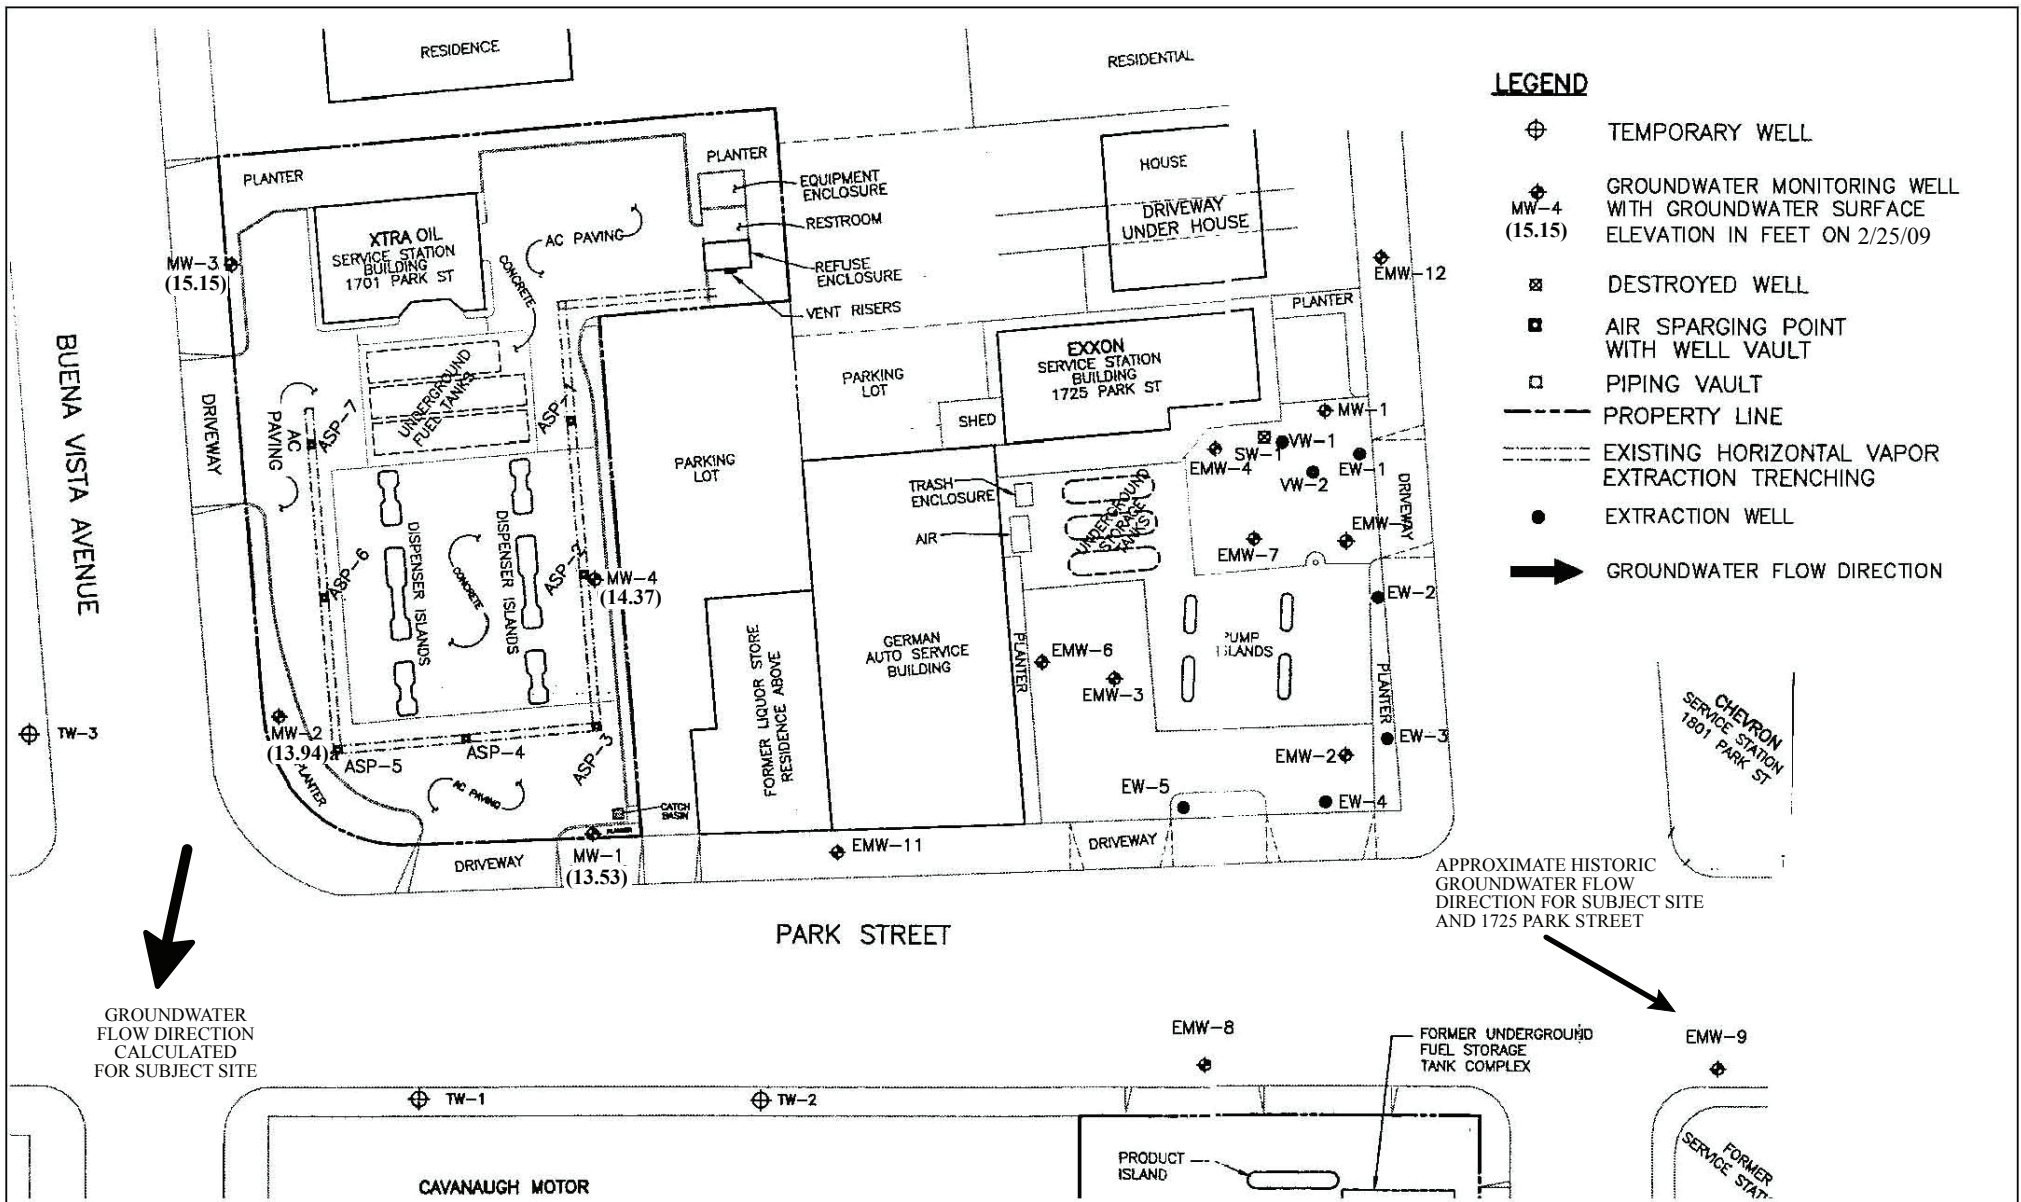 RESIDENCE
RESIDENTIAL
PLANTER
PLANTER
EQUIPMENT
ENCLOSURE
RESTROOM
REFUSE
ENCLOSURE
VENT RISERS
AC PAVING
CONCRETE
XTRA OIL
SERVICE STATION
BUILDING
1701 PARK ST
MW-3
(15.15)
HOUSE
DRIVEWAY
UNDER HOUSE
EMW-12
PLANTER
EXXON
SERVICE STATION
BUILDING
1725 PARK ST
PARKING
LOT
SHED
BUENA VISTA AVENUE
DRIVEWAY
AC
PAVING
ASP-7
UNDERGROUND
FUEL TANKS
ASP-1
PARKING
LOT
MW-1
VW-1
SW-1
EMW-4
VW-2
EW-1
TRASH
ENCLOSURE
AIR
UNDERGROUND
STORAGE
TANKS
DRIVEWAY
EMW-7
EMW-
ASP-6
DISPENSER ISLANDS
CONCRETE
DISPENSER ISLANDS
ASP-2
MW-4
(14.37)
EW-2
GERMAN
AUTO SERVICE
BUILDING
FORMER LIQUOR STORE
RESIDENCE ABOVE
PLANTER
EMW-6
EMW-3
PUMP
ISLANDS
PLANTER
TW-3
MW-2
(13.94)
PLANTER
ASP-5
ASP-4
ASP-3
AC PAVING
CATCH
BASIN
PLANTER
EMW-2
EW-3
EW-5
EW-4
DRIVEWAY
MW-1
(13.53)
EMW-11
DRIVEWAY
CHEVRON
SERVICE STATION
1801 PARK ST
PARK STREET
GROUNDWATER
FLOW DIRECTION
CALCULATED
FOR SUBJECT SITE
APPROXIMATE HISTORIC
GROUNDWATER FLOW
DIRECTION FOR SUBJECT SITE
AND 1725 PARK STREET
EMW-8
FORMER UNDERGROUND
FUEL STORAGE
TANK COMPLEX
EMW-9
TW-1
TW-2
CAVANAUGH MOTOR
PRODUCT
ISLAND
FORMER
SERVICE STAT
LEGEND
TEMPORARY WELL
MW-4
(15.15)
GROUNDWATER MONITORING WELL
WITH GROUNDWATER SURFACE
ELEVATION IN FEET ON 2/25/09
DESTROYED WELL
AIR SPARGING POINT
WITH WELL VAULT
PIPING VAULT
PROPERTY LINE
EXISTING HORIZONTAL VAPOR
EXTRACTION TRENCHING
EXTRACTION WELL
GROUNDWATER FLOW DIRECTION